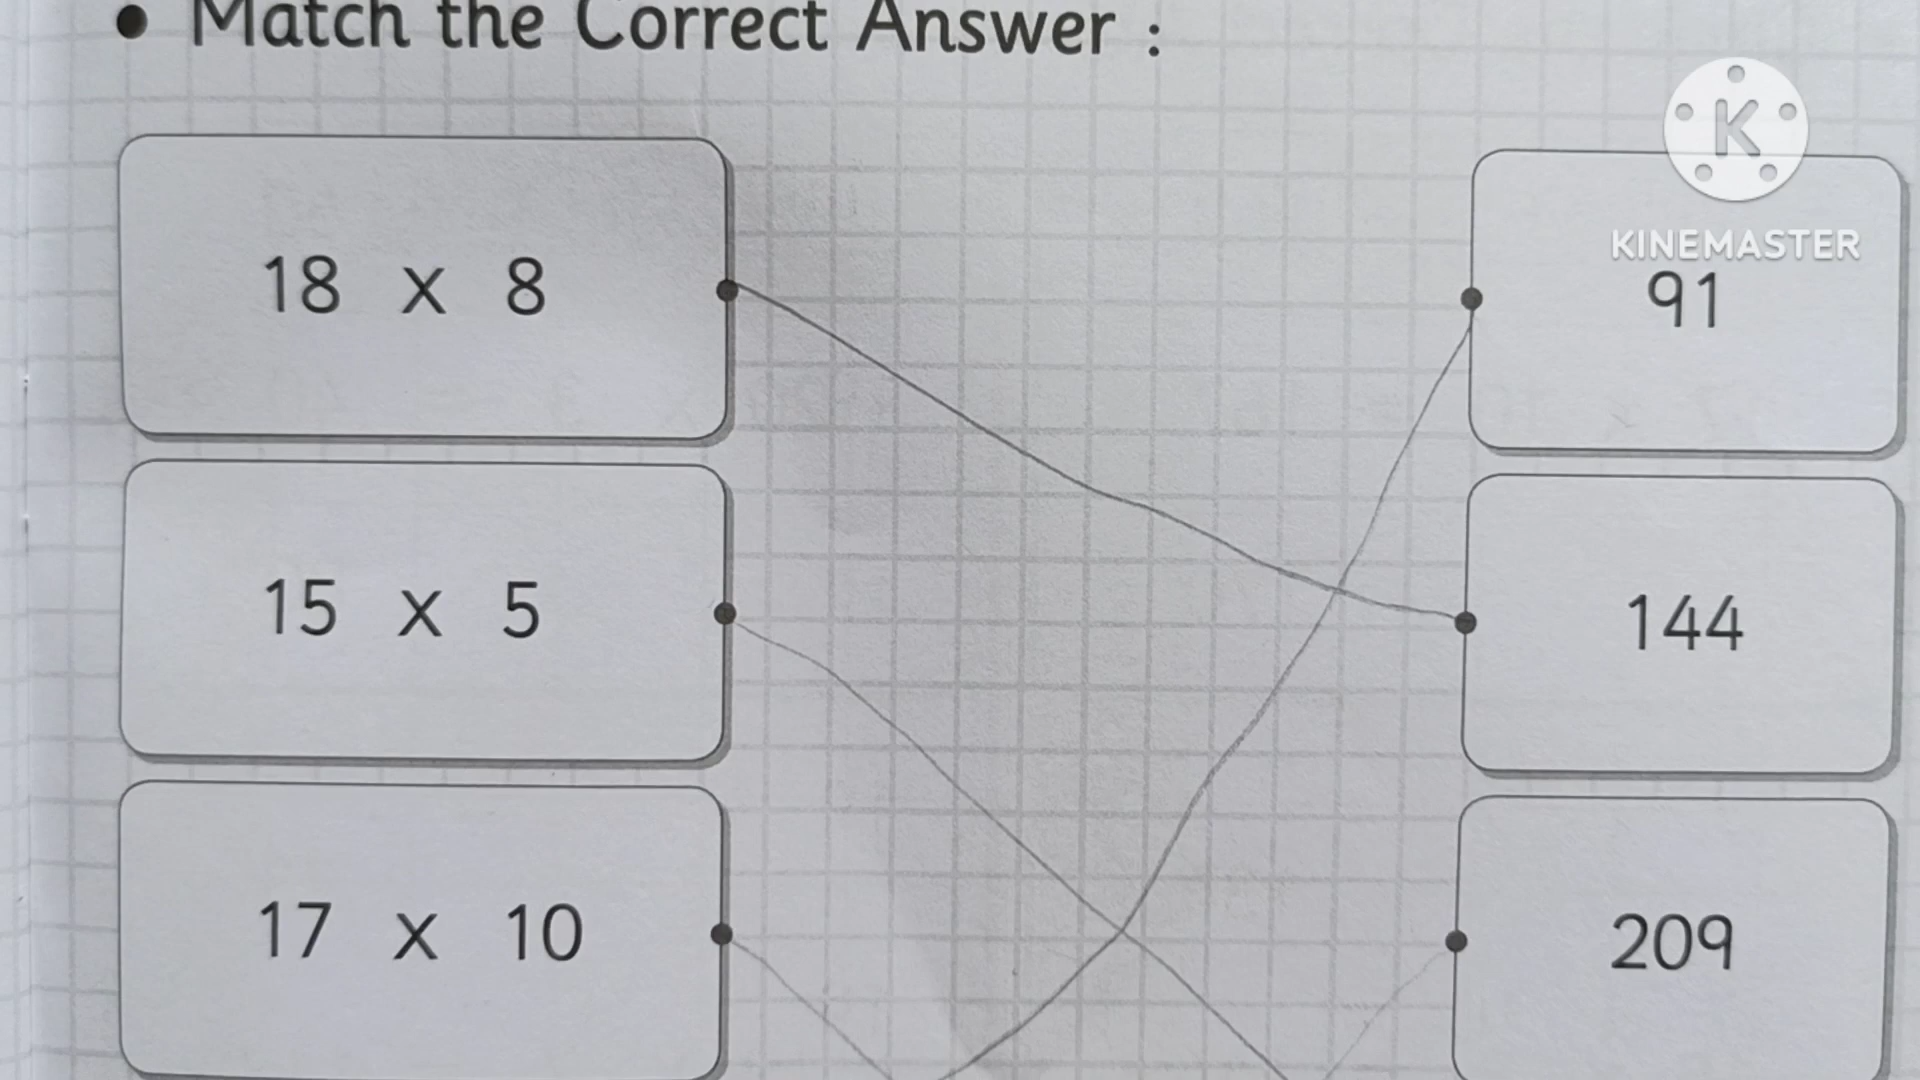 • Match the Correct Answer :
K
KINEMASTER
18 x 8
91
15 x 5
144
17 x 10
209